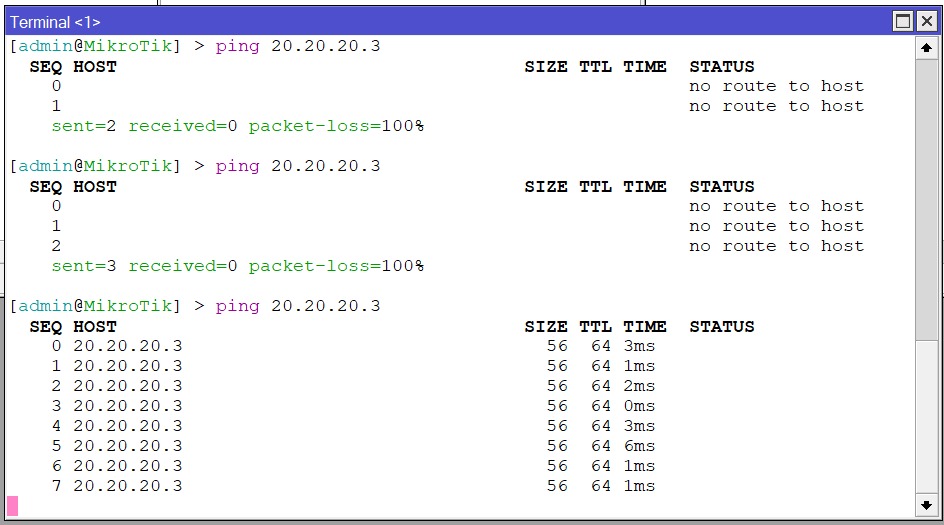 Terminal <1>
[admin@MikroTik] > ping 20.20.20.3
SEQ HOST SIZE TTL TIME STATUS
0 no route to host
1 no route to host
sent=2 received=0 packet-loss=100%
[admin@MikroTik] > ping 20.20.20.3
SEQ HOST SIZE TTL TIME STATUS
0 no route to host
1 no route to host
2 no route to host
sent=3 received=0 packet-loss=100%
[admin@MikroTik] > ping 20.20.20.3
SEQ HOST SIZE TTL TIME STATUS
0 20.20.20.3 56 64 3ms
1 20.20.20.3 56 64 1ms
2 20.20.20.3 56 64 2ms
3 20.20.20.3 56 64 0ms
4 20.20.20.3 56 64 3ms
5 20.20.20.3 56 64 6ms
6 20.20.20.3 56 64 1ms
7 20.20.20.3 56 64 1ms